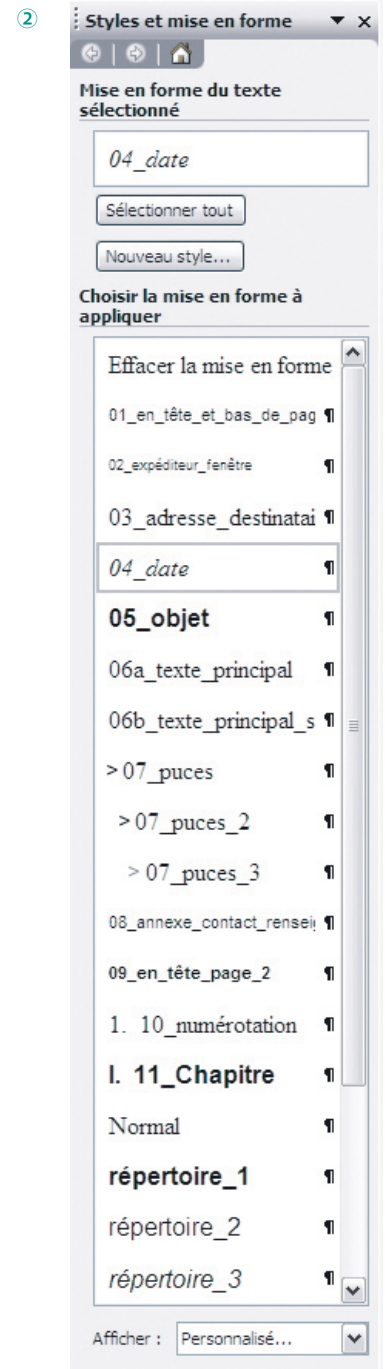 ②
Styles et mise en forme
Mise en forme du texte
sélectionné
04_date
Sélectionner tout
Nouveau style...
Choisir la mise en forme à
appliquer
Effacer la mise en forme
01_en_tête_et_bas_de_pag ¶
02_expéditeur_fenêtre ¶
03_adresse_destinatai ¶
04_date ¶
05_objet ¶
06a_texte_principal ¶
06b_texte_principal_s ¶
>07_puces ¶
>07_puces_2 ¶
>07_puces_3 ¶
08_annexe_contact_rensei ¶
09_en_tête_page_2 ¶
1. 10_numérotation ¶
I. 11_Chapitre ¶
Normal ¶
répertoire_1 ¶
répertoire_2 ¶
répertoire_3 ¶
Afficher : Personnalisé...